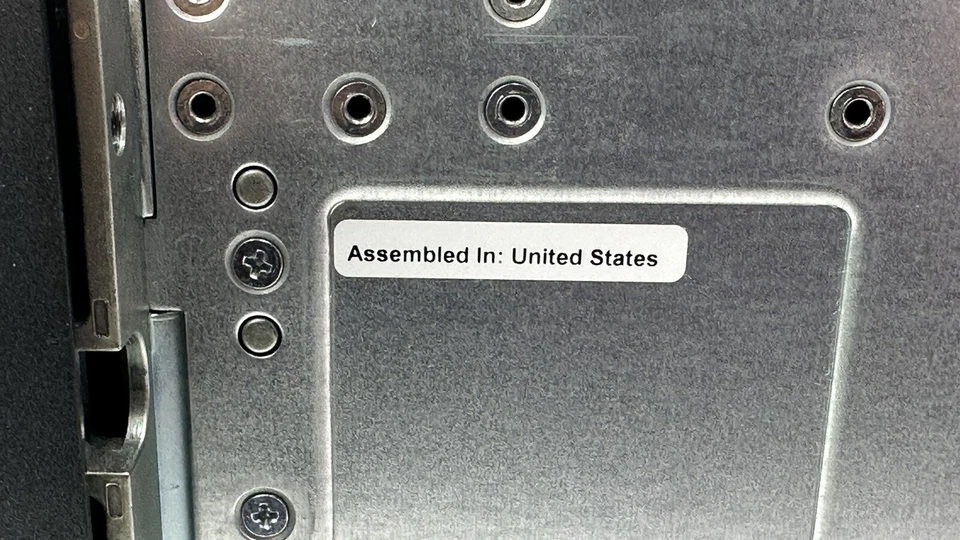 Assembled In: United States